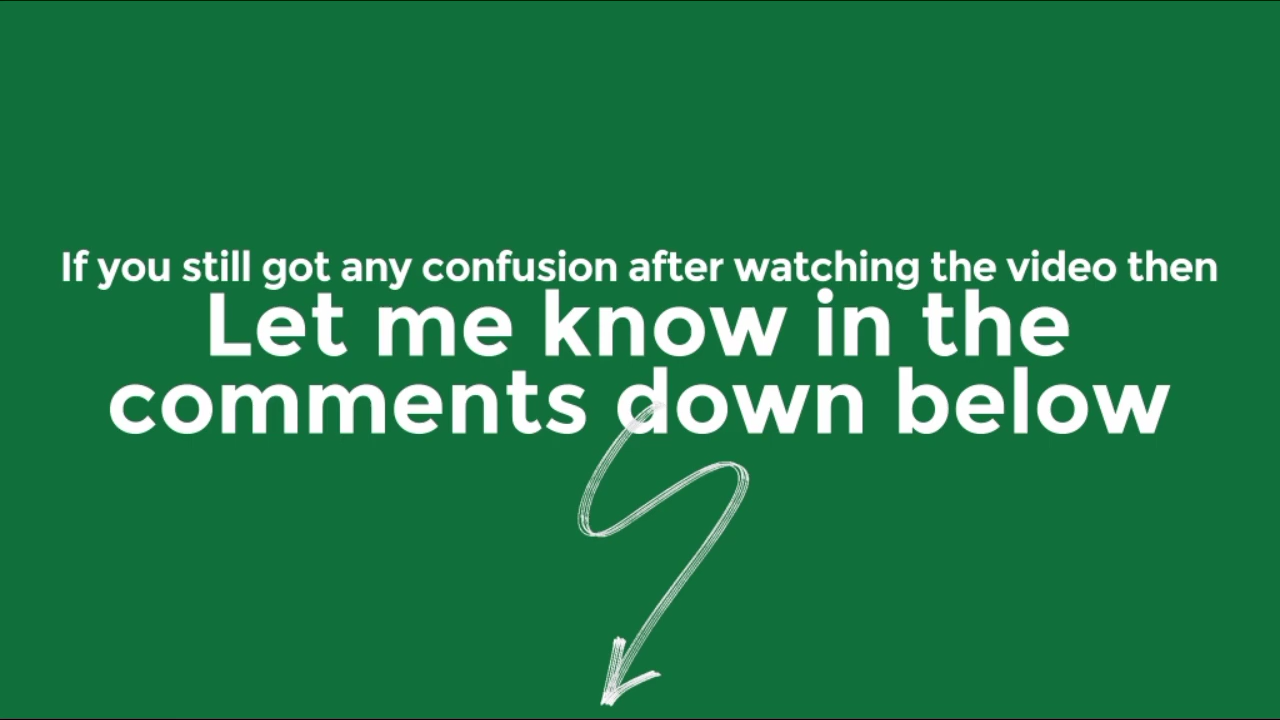 If you still got any confusion after watching the video then
Let me know in the
comments down below